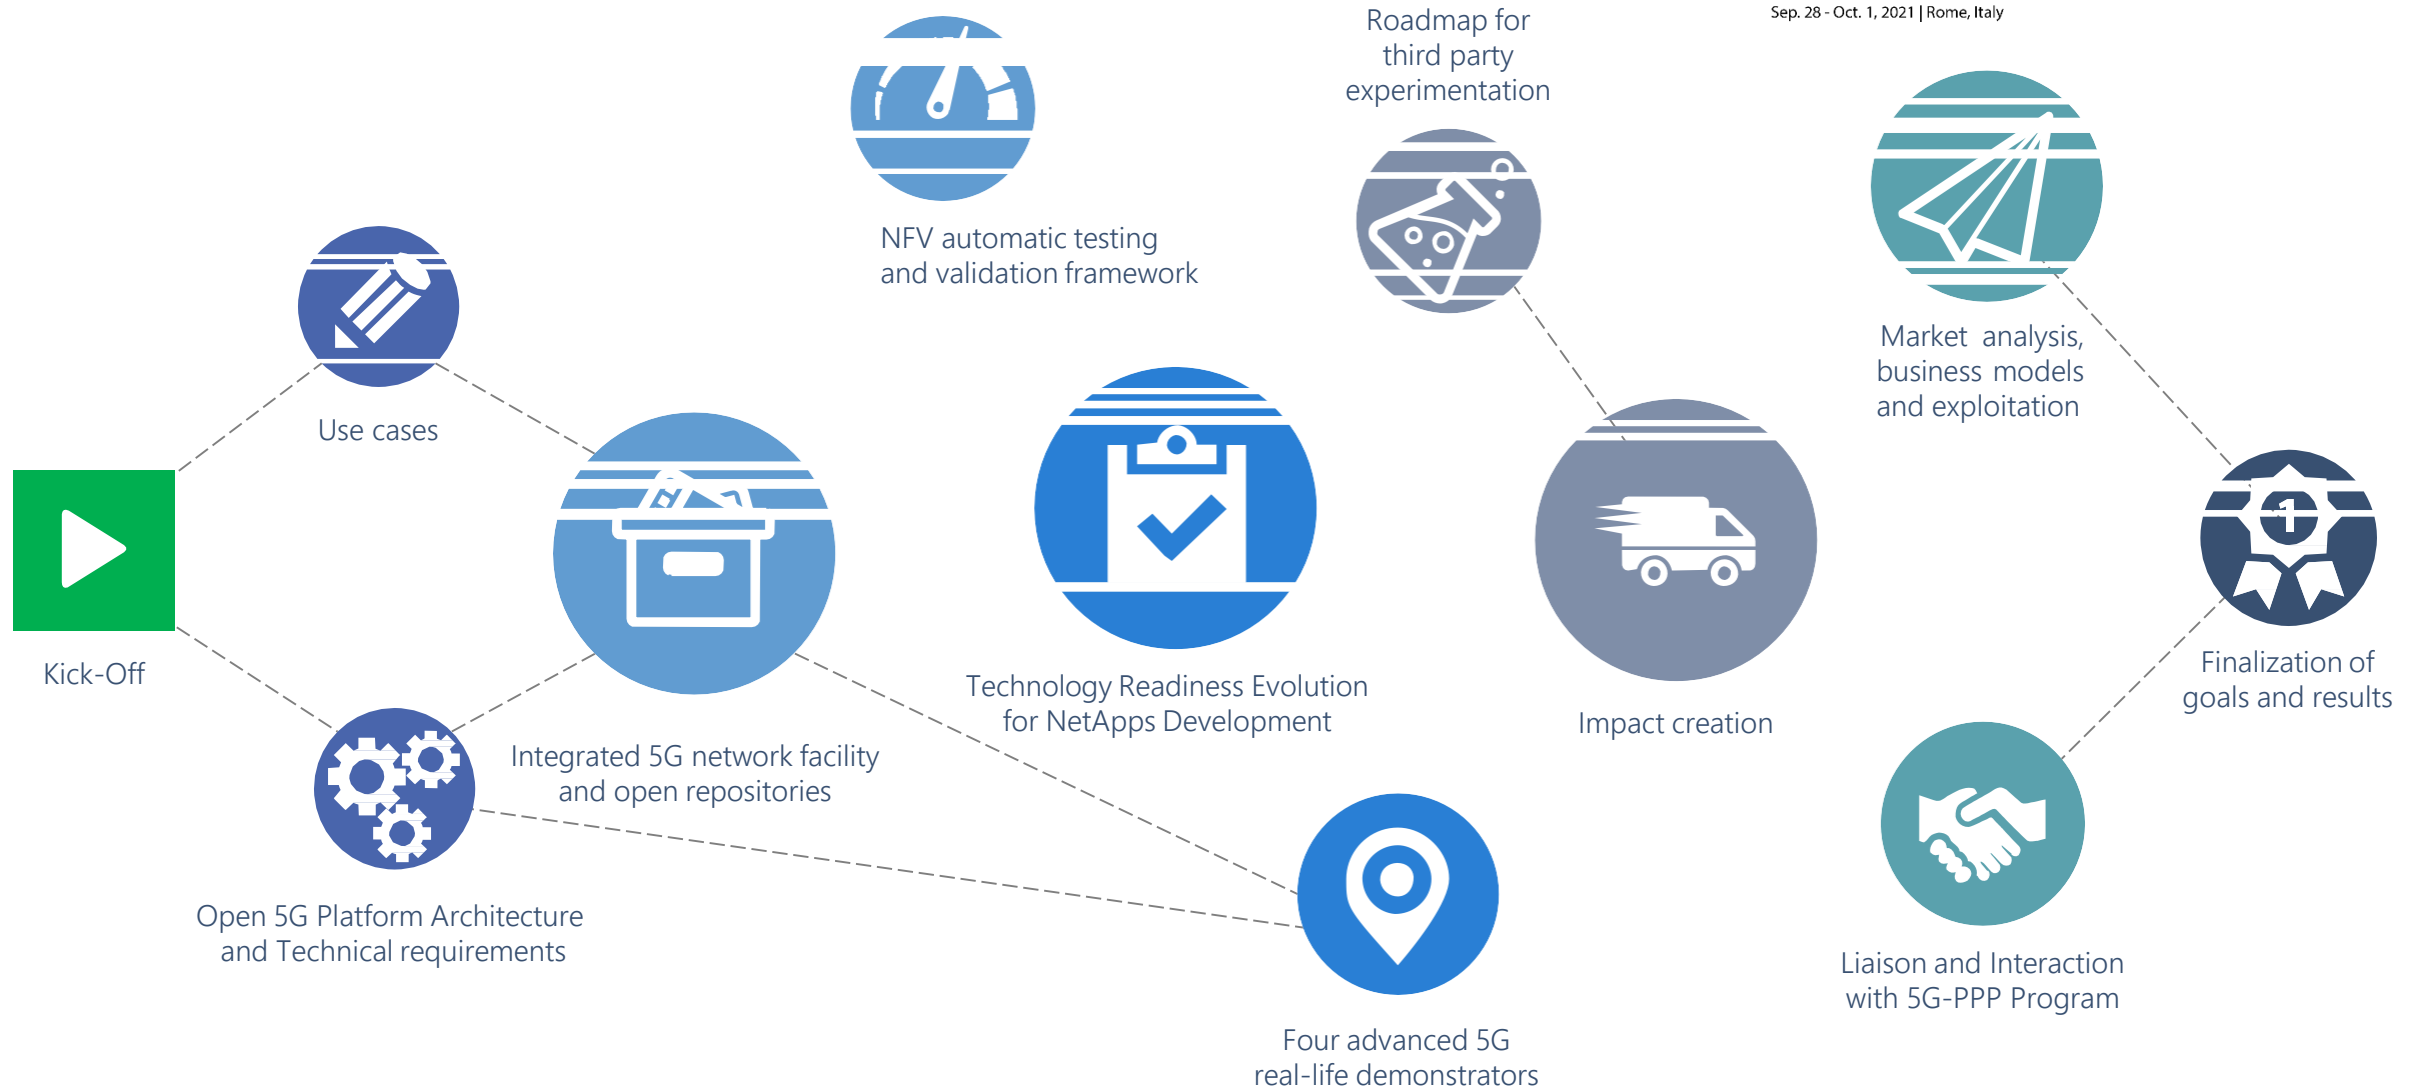 Sep. 28 - Oct. 1, 2021 | Rome, Italy
Roadmap for
third party
experimentation
NFV automatic testing
and validation framework
Use cases
Market analysis,
business models
and exploitation
1
Kick-Off
Technology Readiness Evolution
for NetApps Development
Impact creation
Finalization of
goals and results
Integrated 5G network facility
and open repositories
Open 5G Platform Architecture
and Technical requirements
Liaison and Interaction
with 5G-PPP Program
Four advanced 5G
real-life demonstrators